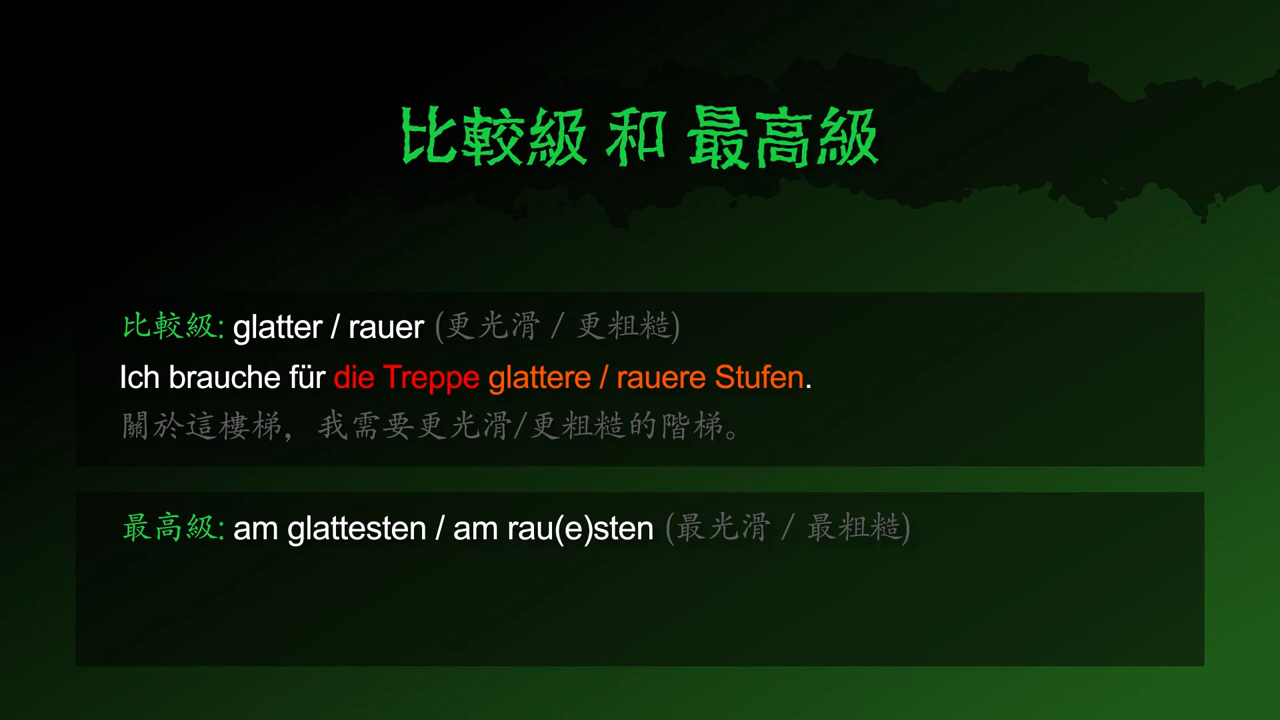 比較級 和 最高級
比較級: glatter / rauer (更光滑 / 更粗糙)
Ich brauche für die Treppe glattere / rauere Stufen.
關於這樓梯，我需要更光滑/更粗糙的階梯。
最高級: am glattesten / am rau(e)sten (最光滑 / 最粗糙)